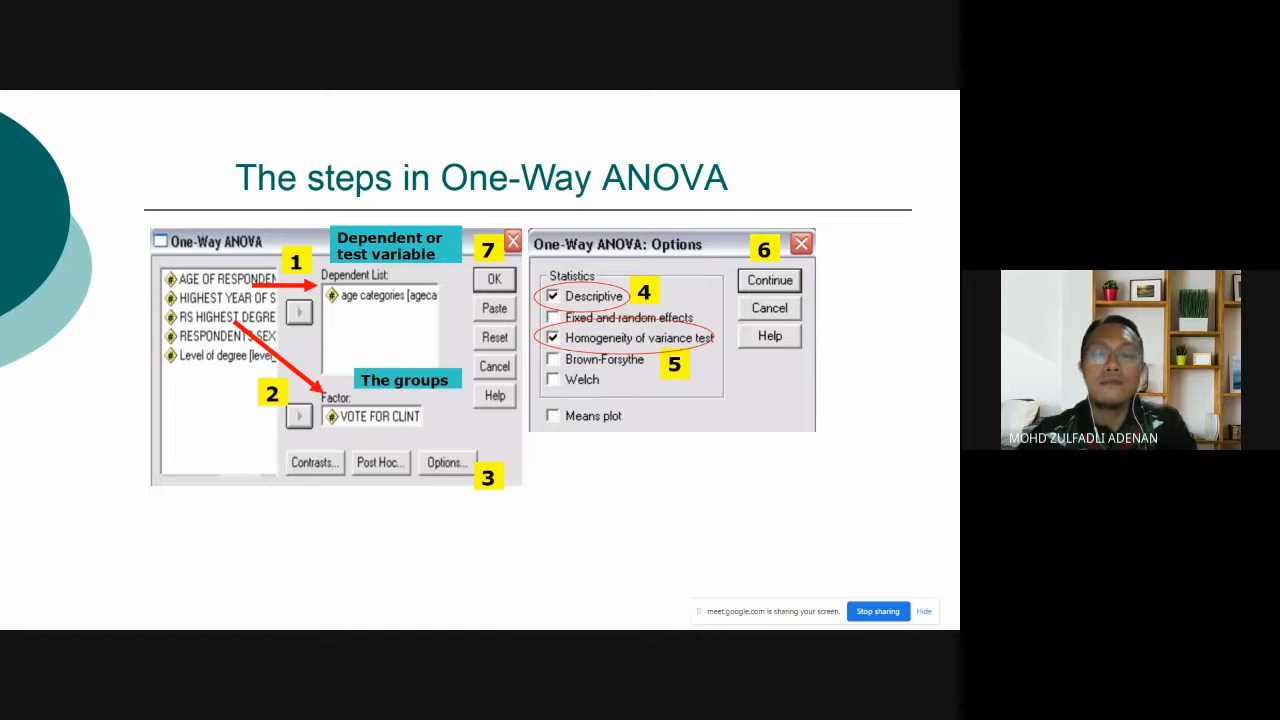 The steps in One-Way ANOVA
One-Way ANOVA
1
Dependent or
test variable
7
AGE OF RESPONDEN
HIGHEST YEAR OF S
RS HIGHEST DEGREE
RESPONDENTS SEX
Level of degree [level_
Dependent List:
age categories [ageca
2
The groups
Factor:
VOTE FOR CLINT
OK
Paste
Reset
Cancel
Help
Contrasts...
Post Hoc...
Options...
3
One-Way ANOVA: Options
6
Statistics
Descriptive
4
Fixed and random effects
Homogeneity of variance test
Brown-Forsythe
5
Welch
Means plot
Continue
Cancel
Help
MOHD ZULFADLI ADENAN
meet.google.com is sharing your screen.
Stop sharing
Hide